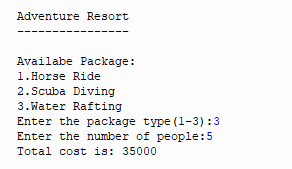 Adventure Resort
----------------
Availabe Package:
1.Horse Ride
2.Scuba Diving
3.Water Rafting
Enter the package type(1-3):3
Enter the number of people:5
Total cost is: 35000